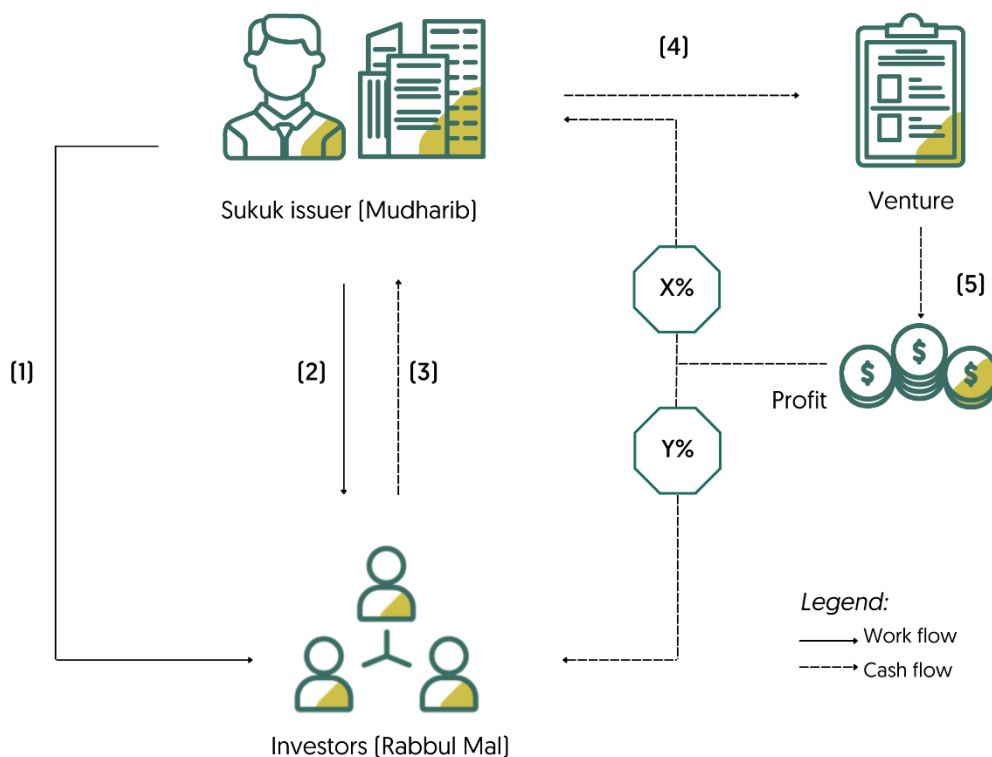 (4)
Sukuk issuer (Mudharib)
Venture
X%
(5)
(1)
(2)
(3)
$
$
$
Profit
Y%
Legend:
Work flow
Cash flow
Investors (Rabbul Mal)